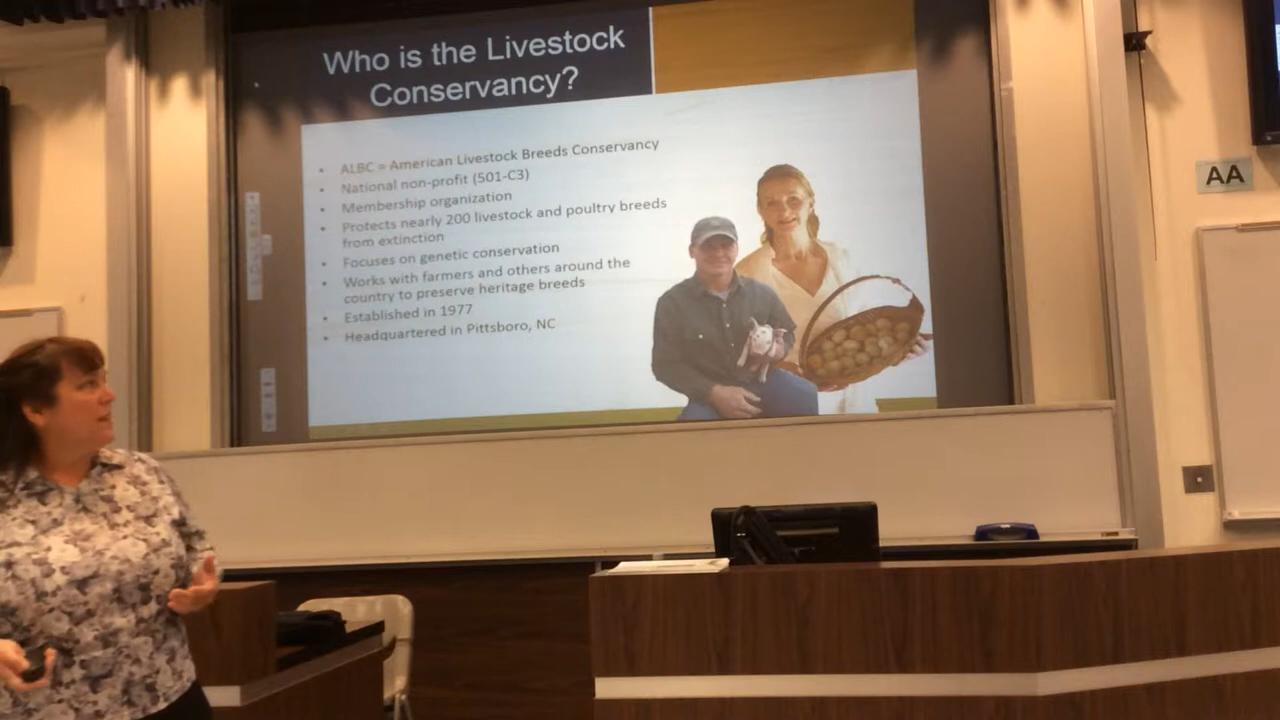 Who is the Livestock
Conservancy?
• ALBC = American Livestock Breeds Conservancy
• National non-profit (501-C3)
• Membership organization
• Protects nearly 200 livestock and poultry breeds
from extinction
• Focuses on genetic conservation
• Works with farmers and others around the
country to preserve heritage breeds
• Established in 1977
• Headquartered in Pittsboro, NC
AA